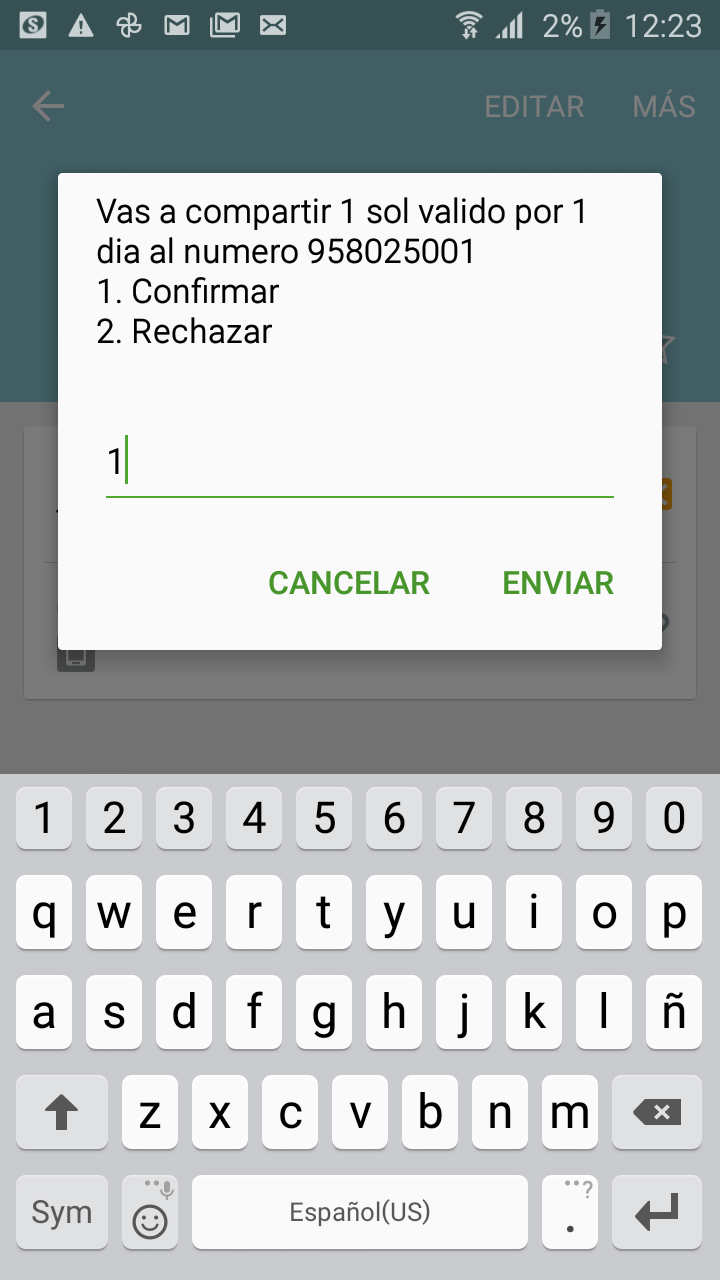 2% 12:23
EDITAR MÁS
Vas a compartir 1 sol valido por 1
dia al numero 958025001
1. Confirmar
2. Rechazar
1
CANCELAR ENVIAR
1 2 3 4 5 6 7 8 9 0
q w e r t y u i o p
a s d f g h j k l ñ
z x c v b n m
Sym Español(US) . ?